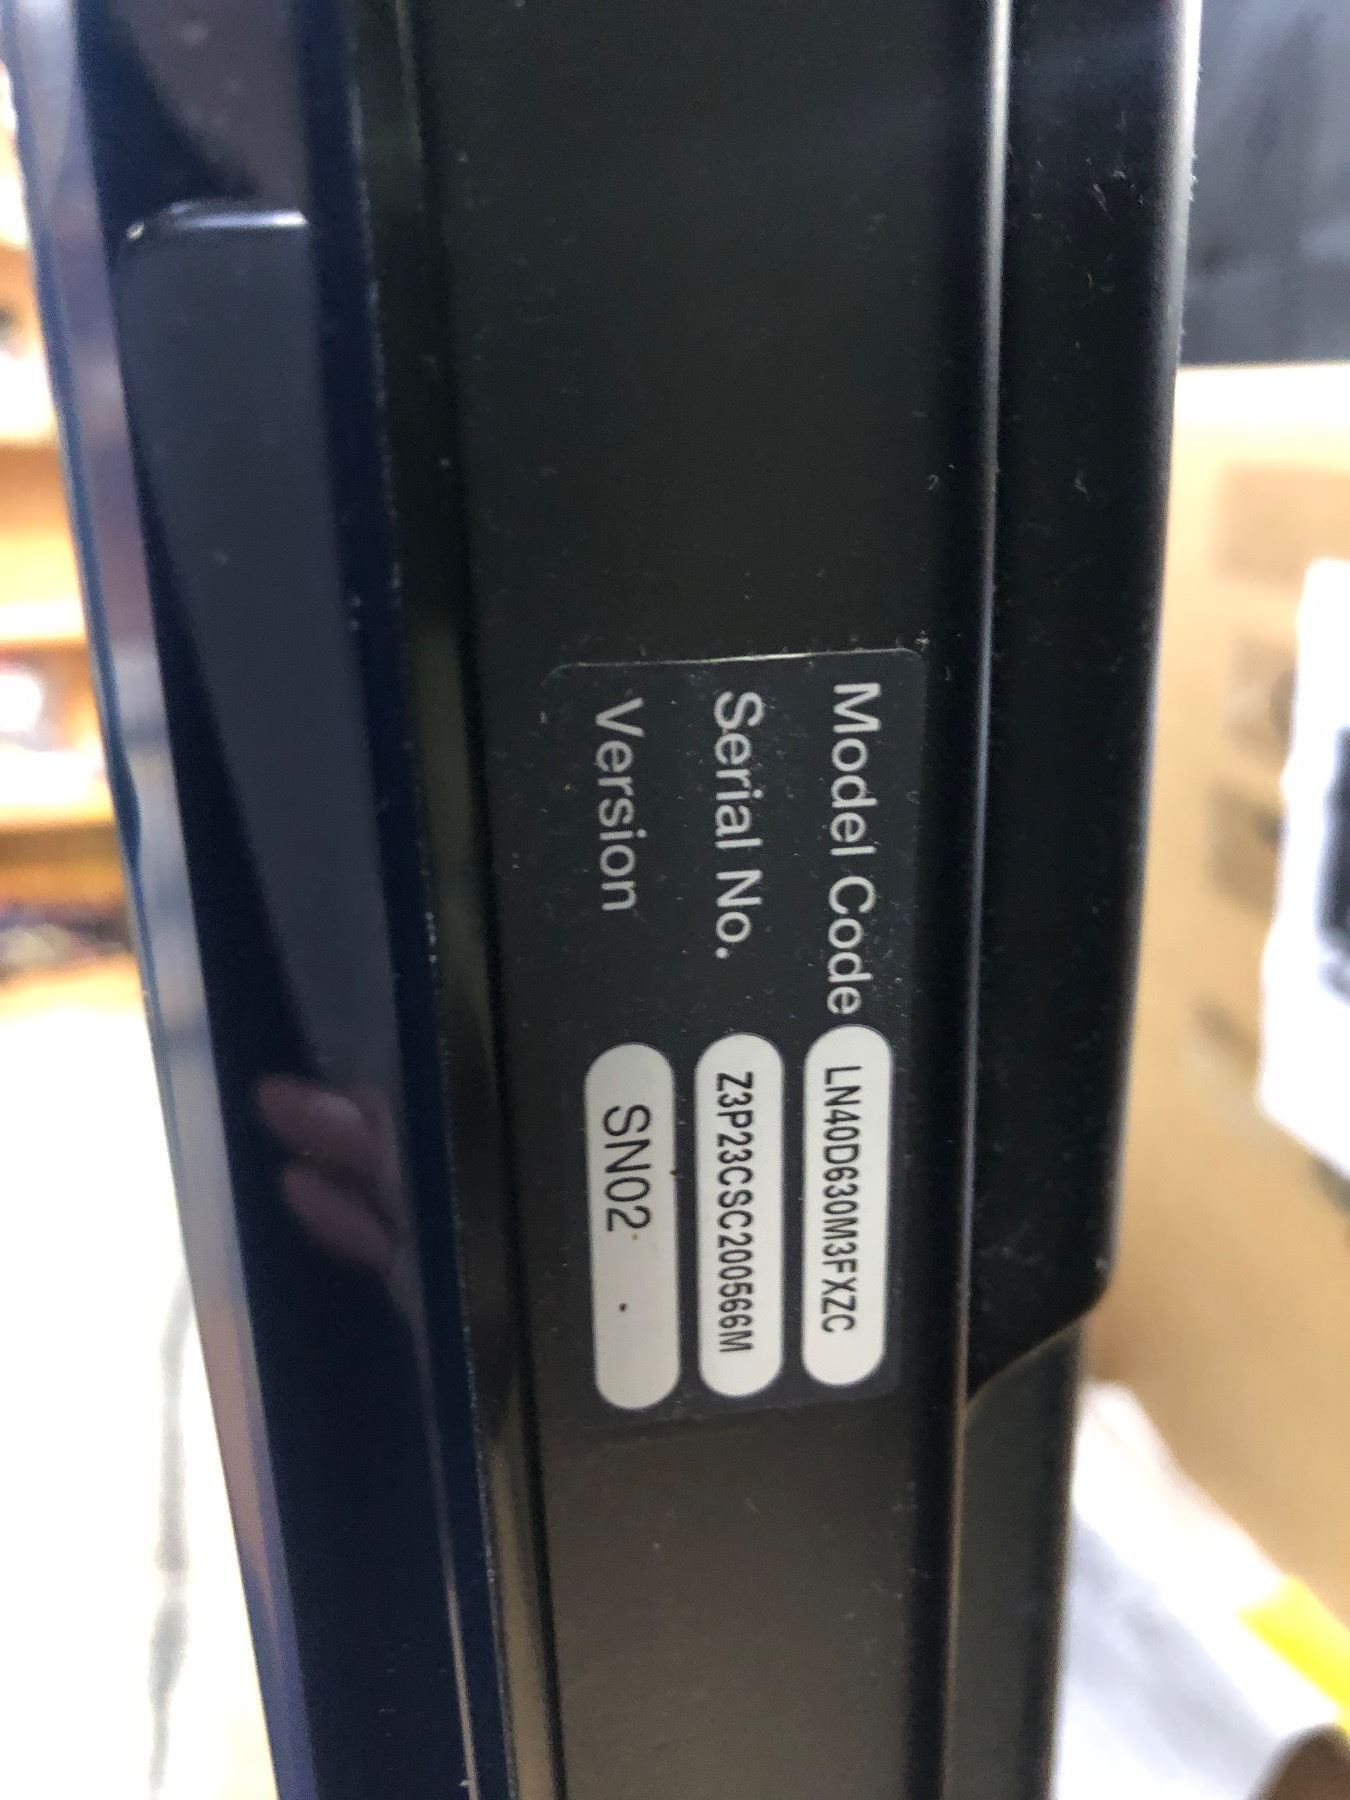 Model Code LN40D630M3FXZC
Serial No. Z3P23CSC200566M
Version SN02